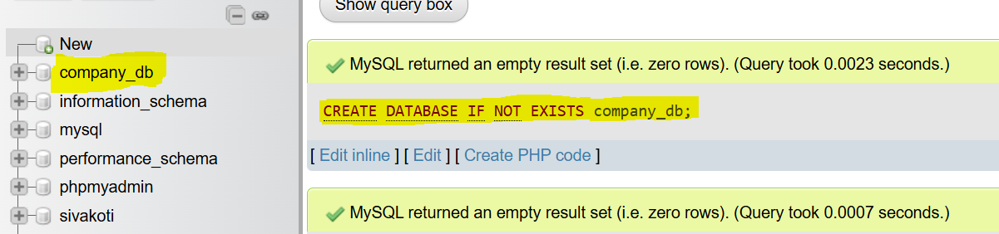 New
company_db
information_schema
mysql
performance_schema
phpmyadmin
sivakoti
Show query box
MySQL returned an empty result set (i.e. zero rows). (Query took 0.0023 seconds.)
CREATE DATABASE IF NOT EXISTS company_db;
[ Edit inline ] [ Edit ] [ Create PHP code ]
MySQL returned an empty result set (i.e. zero rows). (Query took 0.0007 seconds.)